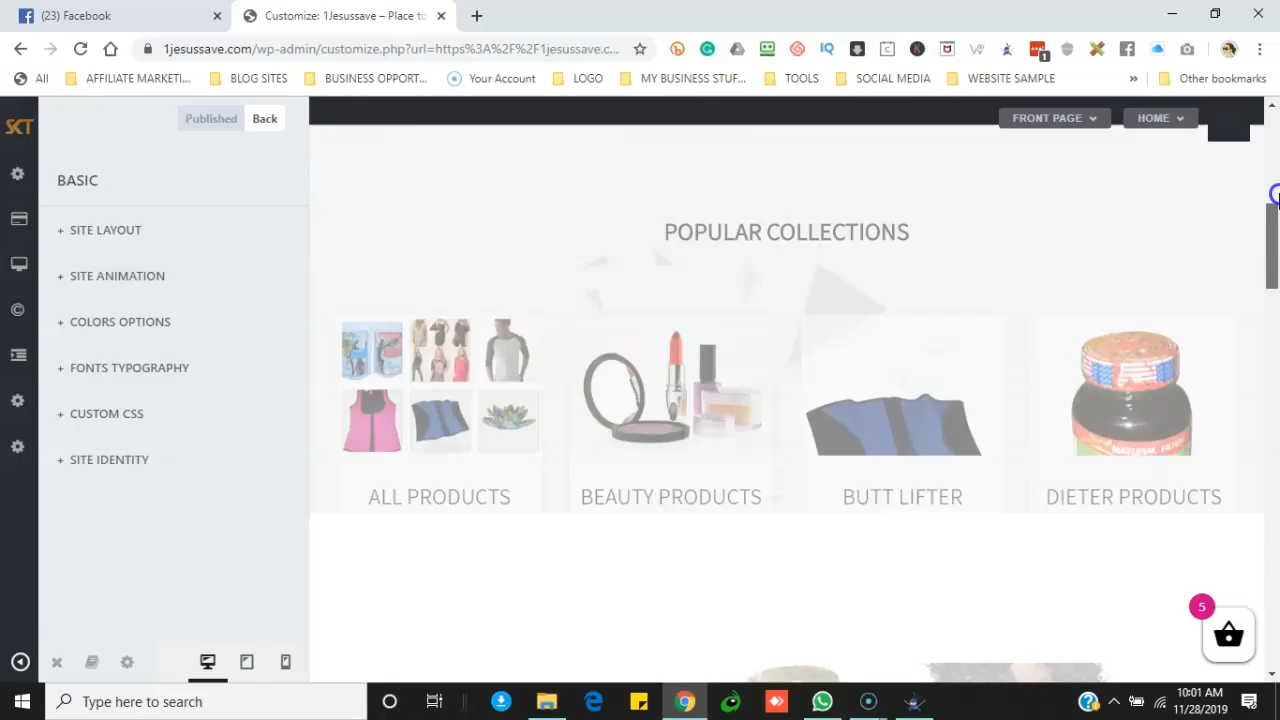 (23) Facebook
Customize: 1Jesussave – Place to
1jesussave.com/wp-admin/customize.php?url=https%3A%2F%2F1jesussave.c...
All
AFFILIATE MARKETI...
BLOG SITES
BUSINESS OPPORT...
Your Account
LOGO
MY BUSINESS STUF...
TOOLS
SOCIAL MEDIA
WEBSITE SAMPLE
Other bookmarks
SKT
Published
Back
FRONT PAGE
HOME
BASIC
+ SITE LAYOUT
+ SITE ANIMATION
+ COLORS OPTIONS
+ FONTS TYPOGRAPHY
+ CUSTOM CSS
+ SITE IDENTITY
POPULAR COLLECTIONS
ALL PRODUCTS
BEAUTY PRODUCTS
BUTT LIFTER
DIETER PRODUCTS
5
Type here to search
10:01 AM
11/28/2019